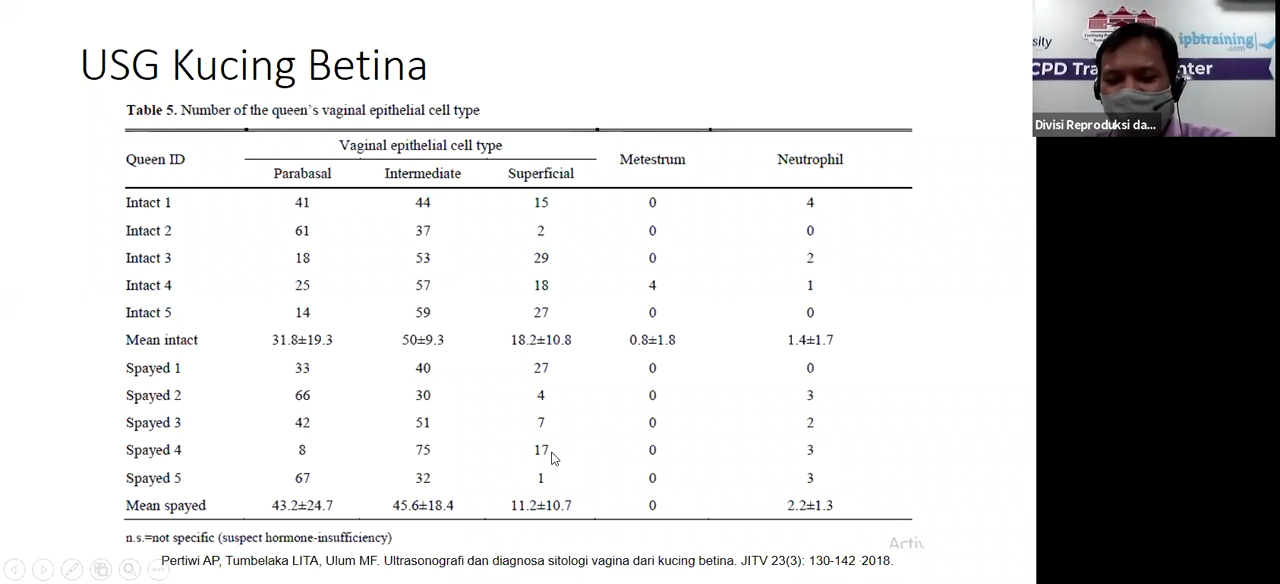 USG Kucing Betina
Table 5. Number of the queen's vaginal epithelial cell type
Queen ID Vaginal epithelial cell type Metestrum Neutrophil
Parabasal Intermediate Superficial
Intact 1 41 44 15 0 4
Intact 2 61 37 2 0 0
Intact 3 18 53 29 0 2
Intact 4 25 57 18 4 1
Intact 5 14 59 27 0 0
Mean intact 31.8±19.3 50±9.3 18.2±10.8 0.8±1.8 1.4±1.7
Spayed 1 33 40 27 0 0
Spayed 2 66 30 4 0 3
Spayed 3 42 51 7 0 2
Spayed 4 8 75 17 0 3
Spayed 5 67 32 1 0 3
Mean spayed 43.2±24.7 45.6±18.4 11.2±10.7 0 2.2±1.3
n.s.=not specific (suspect hormone-insufficiency)
Pertiwi AP, Tumbelaka LITA, Ulum MF. Ultrasonografi dan diagnosa sitologi vagina dari kucing betina. JITV 23(3): 130-142 ·2018.
Activ
sity
ipbtraining
.com
CPD Tra nter
Divisi Reproduksi da...